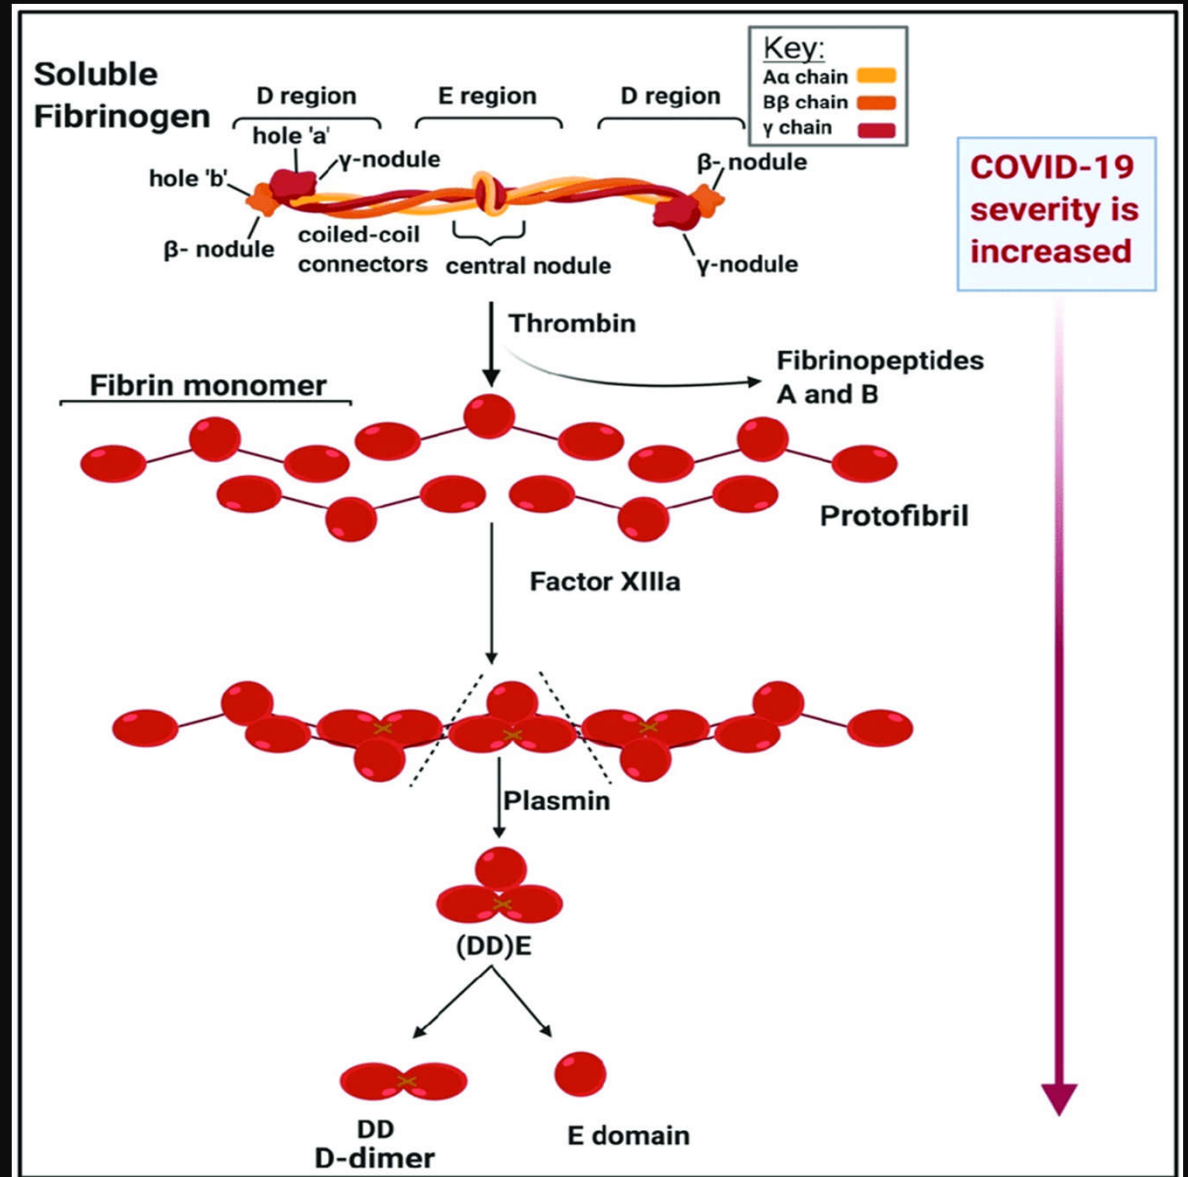 Soluble
Fibrinogen
D region
E region
D region
Key:
Aα chain
Bβ chain
γ chain
hole 'a'
γ-nodule
hole 'b'
β- nodule
coiled-coil
connectors
central nodule
β- nodule
γ-nodule
COVID-19
severity is
increased
Thrombin
Fibrinopeptides
A and B
Fibrin monomer
Protofibril
Factor XIIIa
Plasmin
(DD)E
DD
D-dimer
E domain